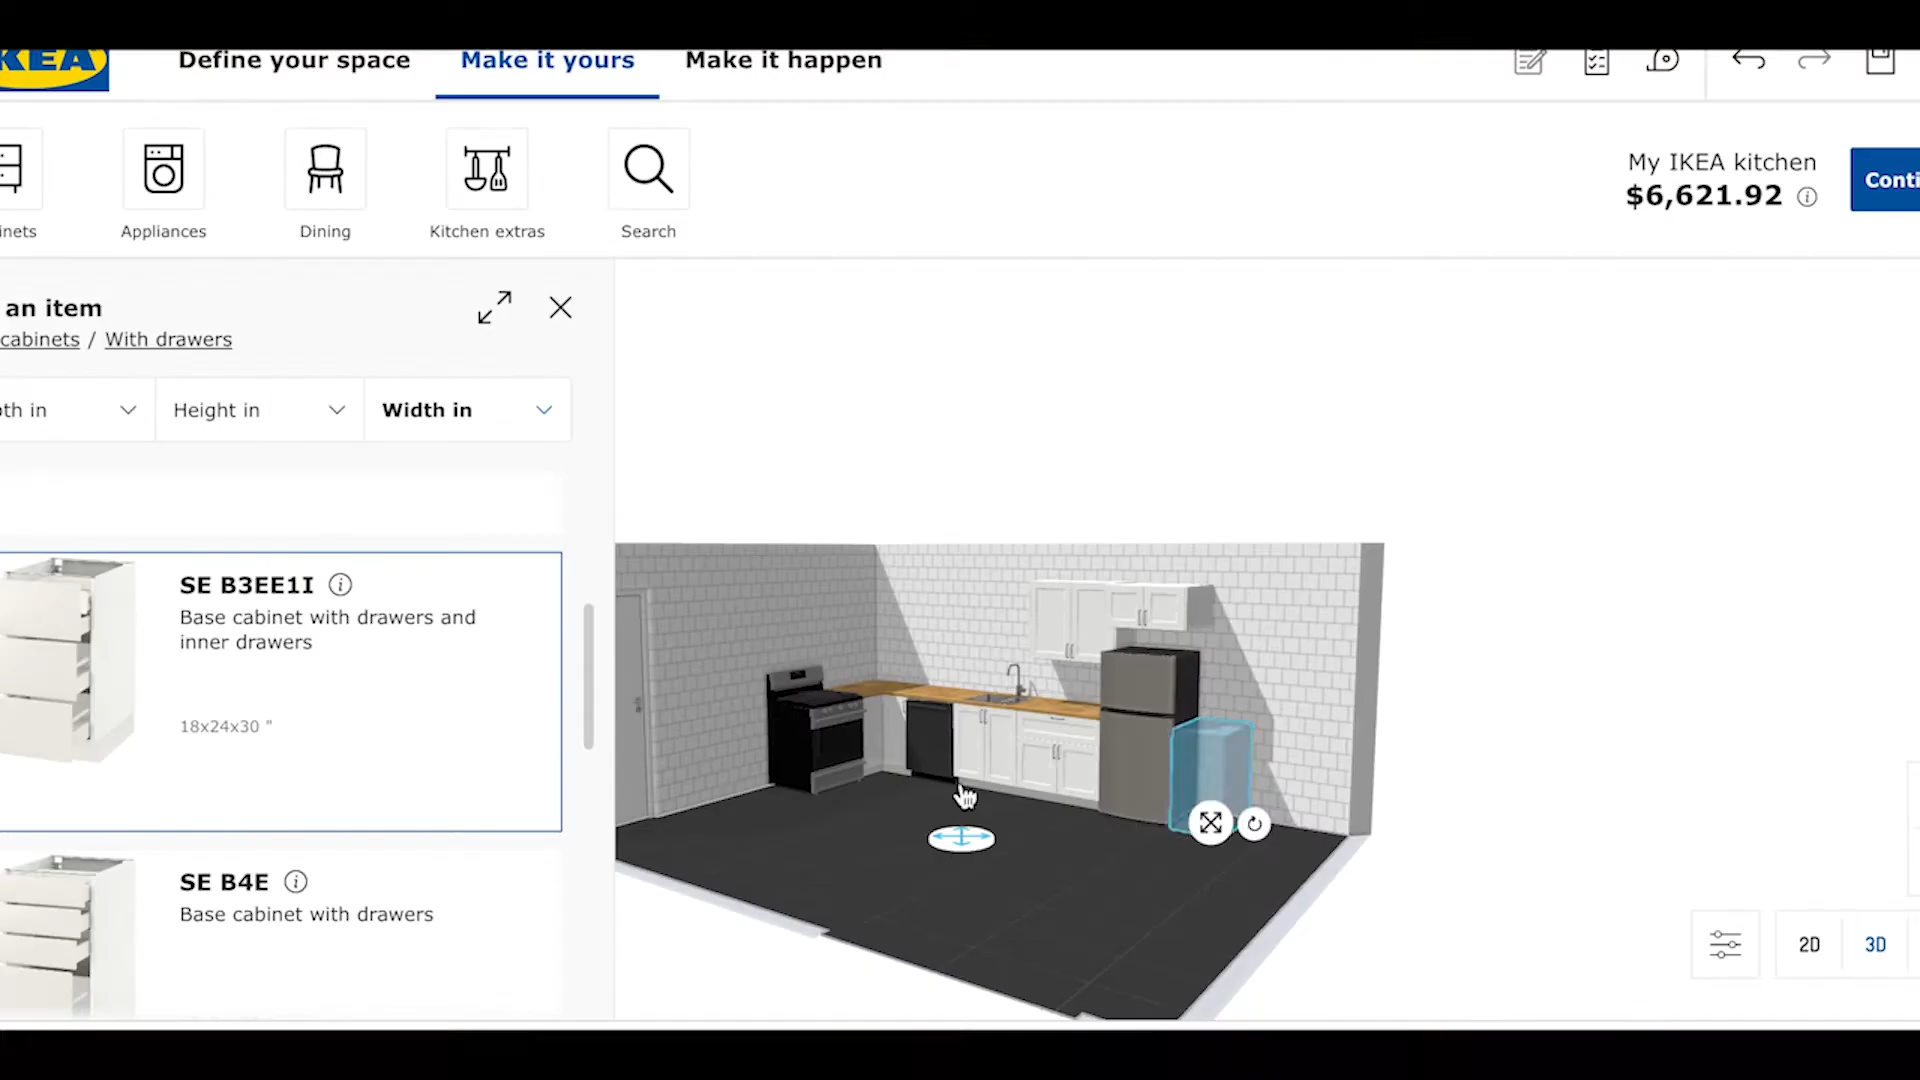 KEA
Define your space
Make it yours
Make it happen
Appliances
Dining
Kitchen extras
Search
My IKEA kitchen
$6,621.92
Conti
an item
cabinets / With drawers
th in
Height in
Width in
SE B3EE1I
Base cabinet with drawers and
inner drawers
18x24x30 "
SE B4E
Base cabinet with drawers
2D
3D